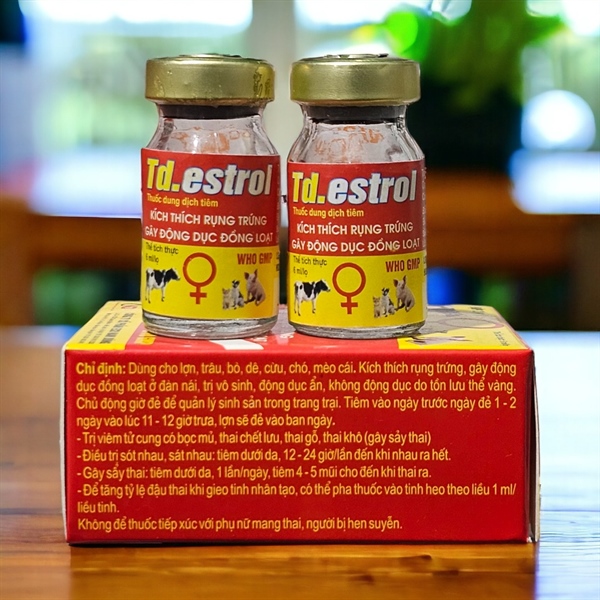 Td.estrol
Thuốc dung dịch tiêm
KÍCH THÍCH RỤNG TRỨNG
GÂY ĐỘNG DỤC ĐỒNG LOẠT
Thể tích thực
WHO GMP
Td.estrol
Thuốc dung dịch tiêm
KÍCH THÍCH RỤNG TRỨNG
GÂY ĐỘNG DỤC ĐỒNG LOẠT
Thể tích thực
WHO GMP
Chỉ định: Dùng cho lợn, trâu, bò, dê, cừu, chó, mèo cái. Kích thích rụng trứng, gây động
dục đồng loạt ở đàn nái, trị vô sinh, động dục ẩn, không động dục do tồn lưu thể vàng.
Chủ động giờ đẻ để quản lý sinh sản trong trang trại. Tiêm vào ngày trước ngày đẻ 1 - 2
ngày vào lúc 11 - 12 giờ trưa, lợn sẽ đẻ vào ban ngày.
- Trị viêm tử cung có bọc mủ, thai chết lưu, thai gỗ, thai khô (gây sảy thai)
- Điều trị sót nhau, sát nhau: tiêm dưới da, 12 - 24 giờ/lần đến khi nhau ra hết.
- Gây sẩy thai: tiêm dưới da, 1 lần/ngày, tiêm 4 - 5 mũi cho đến khi thai ra.
- Để tăng tỷ lệ đậu thai khi gieo tinh nhân tạo, có thể pha thuốc vào tinh heo theo liều 1 ml/
liều tinh.
Không để thuốc tiếp xúc với phụ nữ mang thai, người bị hen suyễn.